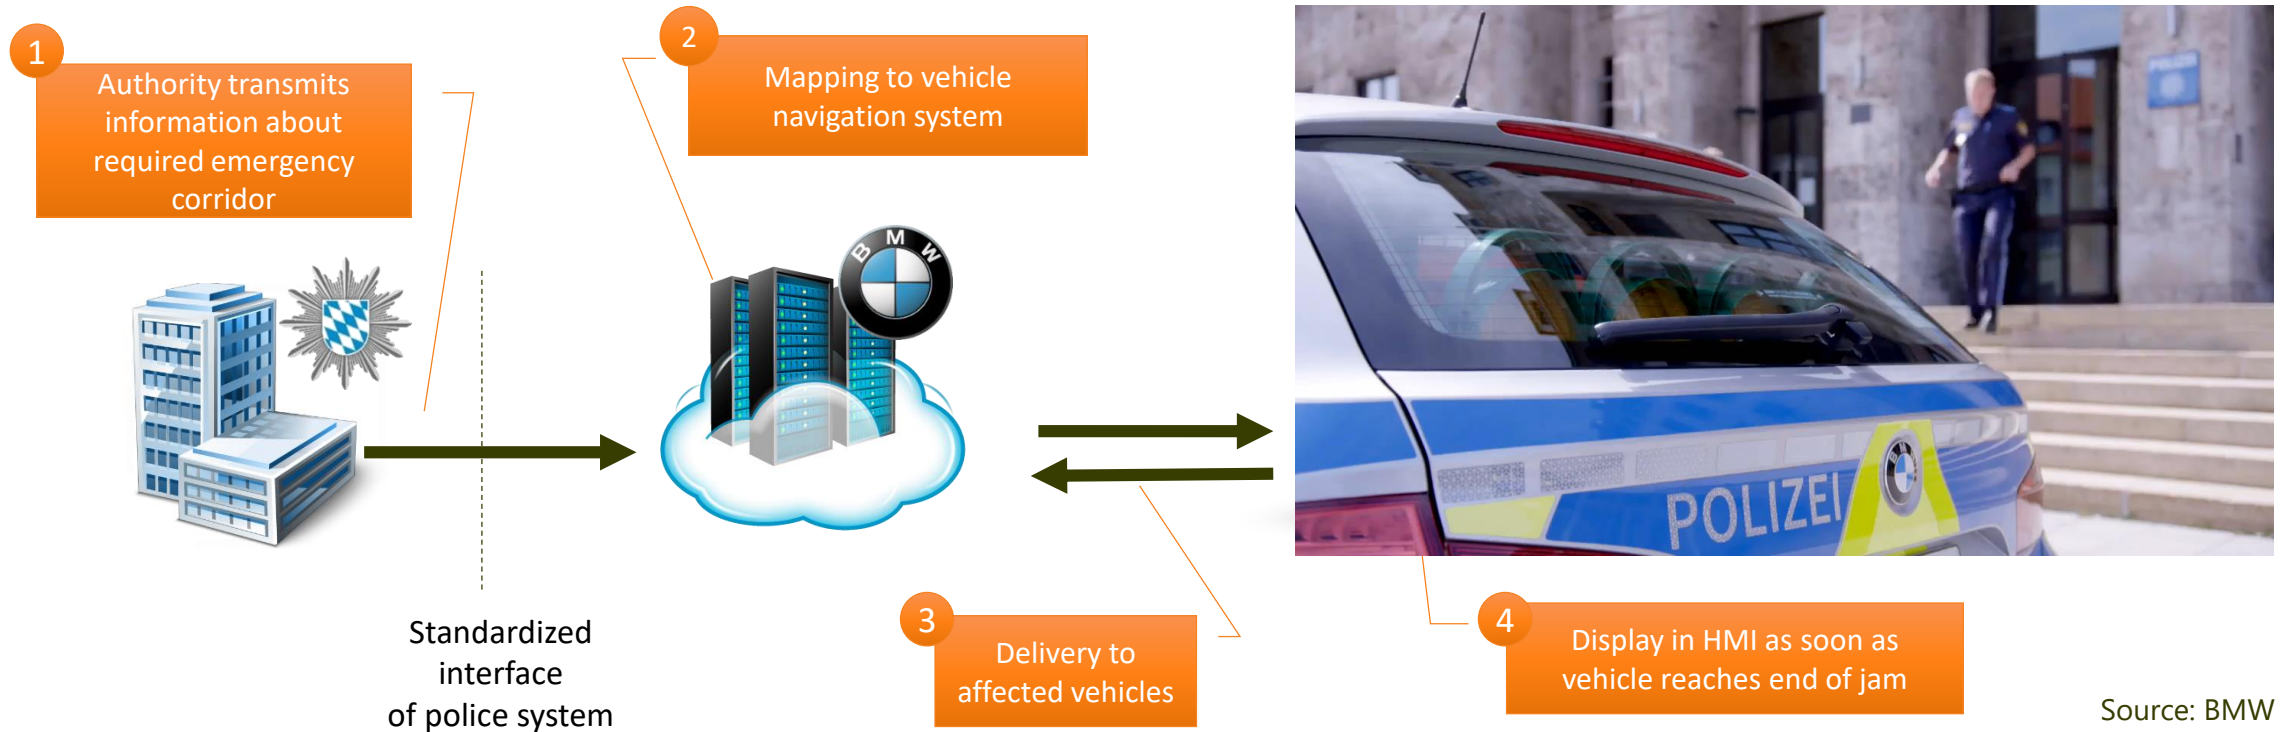 1
Authority transmits
information about
required emergency
corridor
2
Mapping to vehicle
navigation system
BMW
POLIZEI
POLIZEI
Standardized
interface
of police system
3
Delivery to
affected vehicles
4
Display in HMI as soon as
vehicle reaches end of jam
Source: BMW